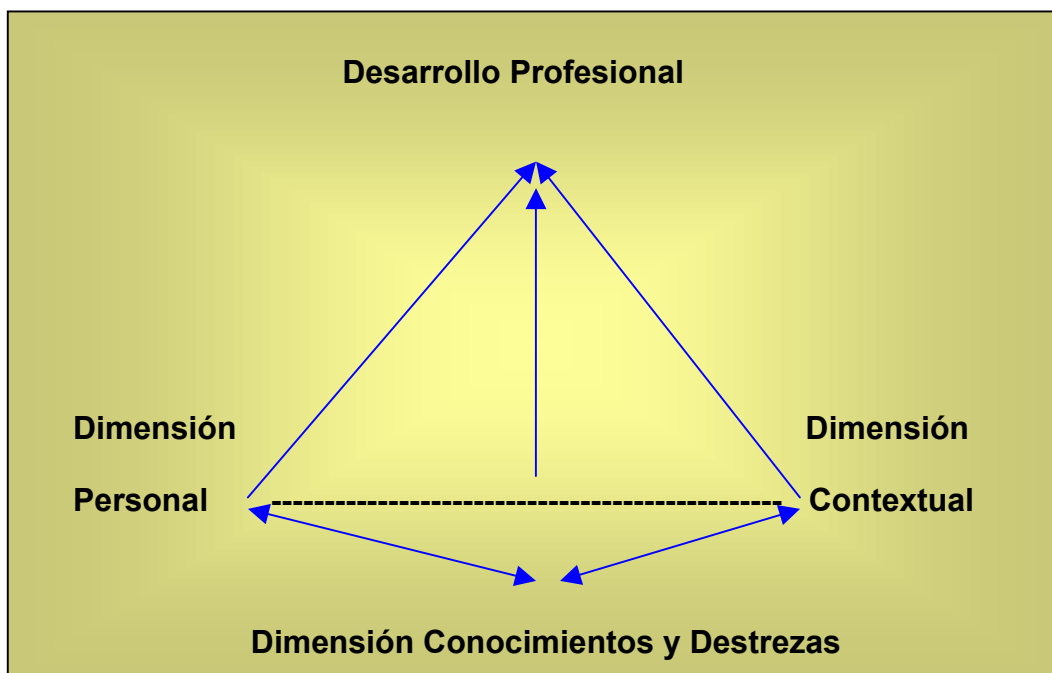 Desarrollo Profesional
Dimensión
Personal
Dimensión
Contextual
Dimensión Conocimientos y Destrezas